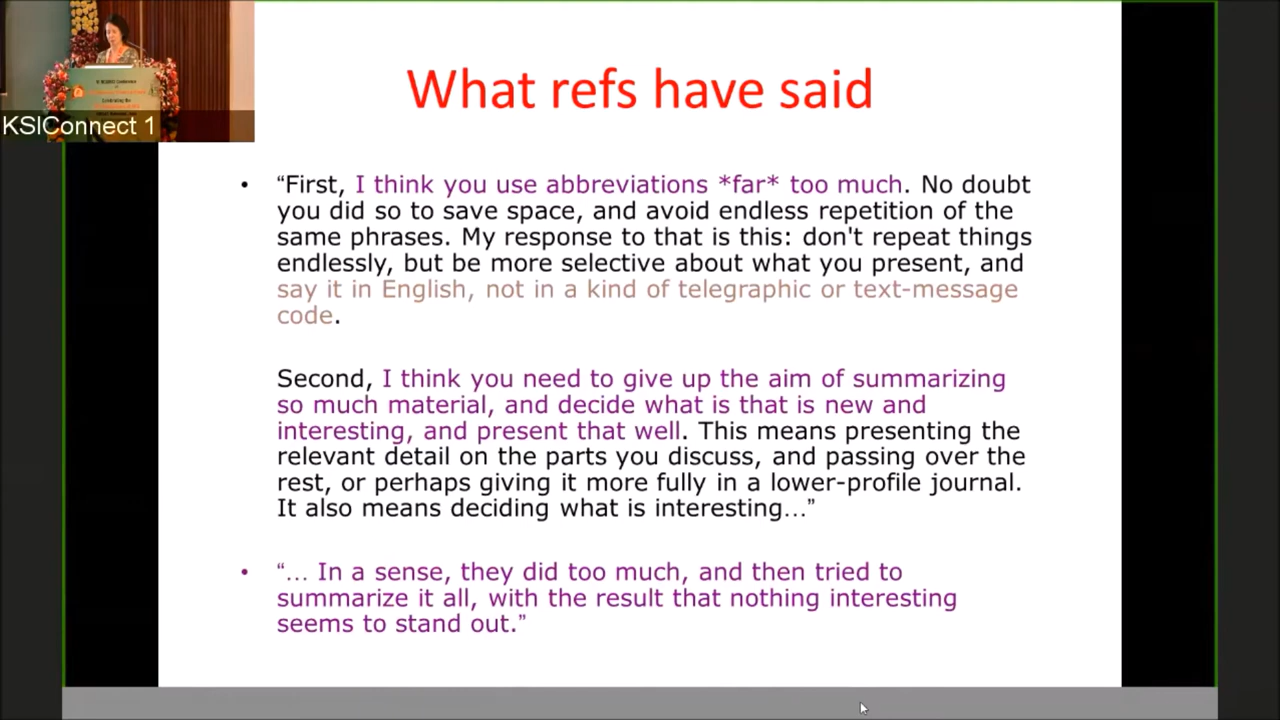 What refs have said
KSIConnect 1
• “First, I think you use abbreviations *far* too much. No doubt
you did so to save space, and avoid endless repetition of the
same phrases. My response to that is this: don't repeat things
endlessly, but be more selective about what you present, and
say it in English, not in a kind of telegraphic or text-message
code.
Second, I think you need to give up the aim of summarizing
so much material, and decide what is that is new and
interesting, and present that well. This means presenting the
relevant detail on the parts you discuss, and passing over the
rest, or perhaps giving it more fully in a lower-profile journal.
It also means deciding what is interesting…”
• “… In a sense, they did too much, and then tried to
summarize it all, with the result that nothing interesting
seems to stand out.”